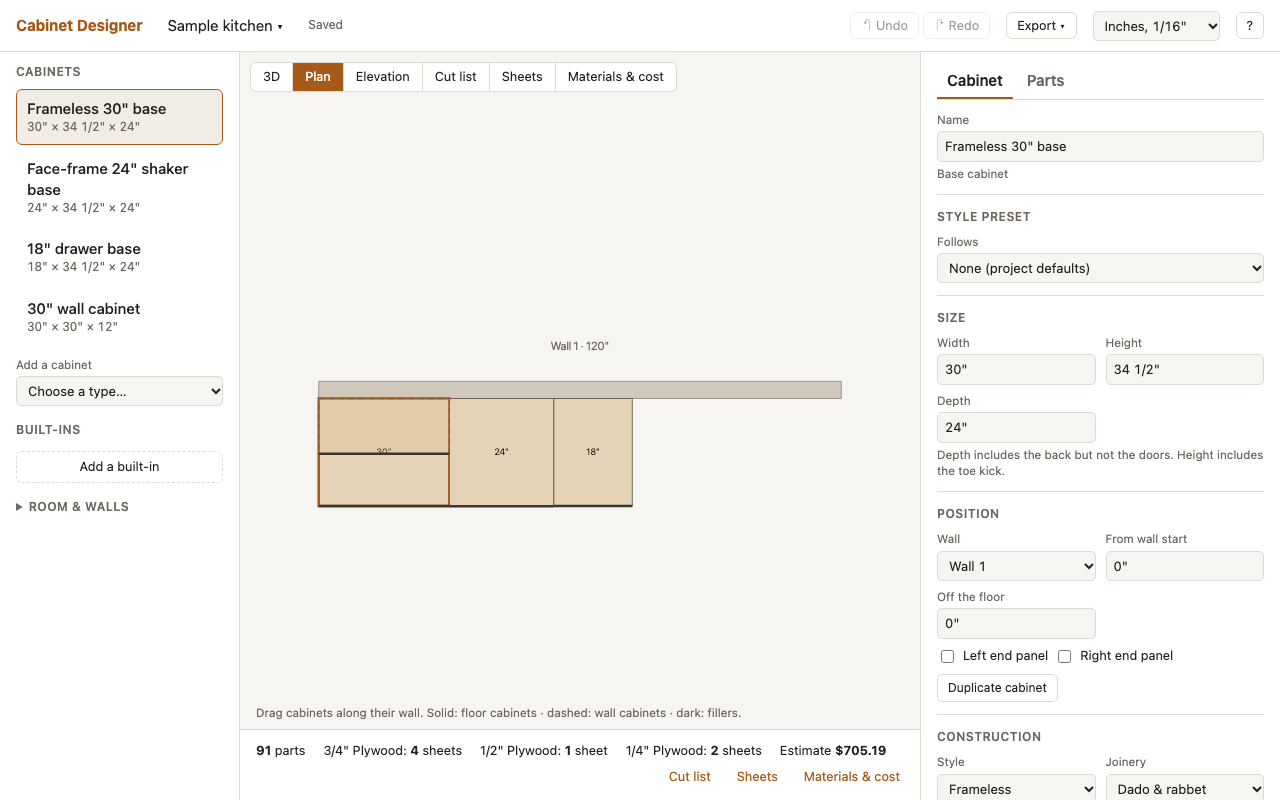 Cabinet Designer
Sample kitchen ▾
Saved
Undo
Redo
Export ▾
Inches, 1/16"
?
CABINETS
Frameless 30" base
30" × 34 1/2" × 24"
Face-frame 24" shaker
base
24" × 34 1/2" × 24"
18" drawer base
18" × 34 1/2" × 24"
30" wall cabinet
30" × 30" × 12"
Add a cabinet
Choose a type...
BUILT-INS
Add a built-in
ROOM & WALLS
3D
Plan
Elevation
Cut list
Sheets
Materials & cost
Wall 1 · 120"
30"
24"
18"
Drag cabinets along their wall. Solid: floor cabinets · dashed: wall cabinets · dark: fillers.
91 parts
3/4" Plywood: 4 sheets
1/2" Plywood: 1 sheet
1/4" Plywood: 2 sheets
Estimate $705.19
Cut list
Sheets
Materials & cost
Cabinet
Parts
Name
Frameless 30" base
Base cabinet
STYLE PRESET
Follows
None (project defaults)
SIZE
Width
Height
30"
34 1/2"
Depth
24"
Depth includes the back but not the doors. Height includes
the toe kick.
POSITION
Wall
From wall start
Wall 1
0"
Off the floor
0"
Left end panel
Right end panel
Duplicate cabinet
CONSTRUCTION
Style
Joinery
Frameless
Dado & rabbet